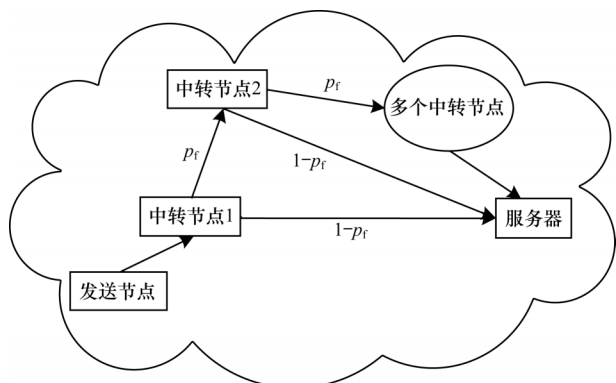 中转节点2
p_f
多个中转节点
p_f
1−p_f
中转节点1
服务器
1−p_f
发送节点